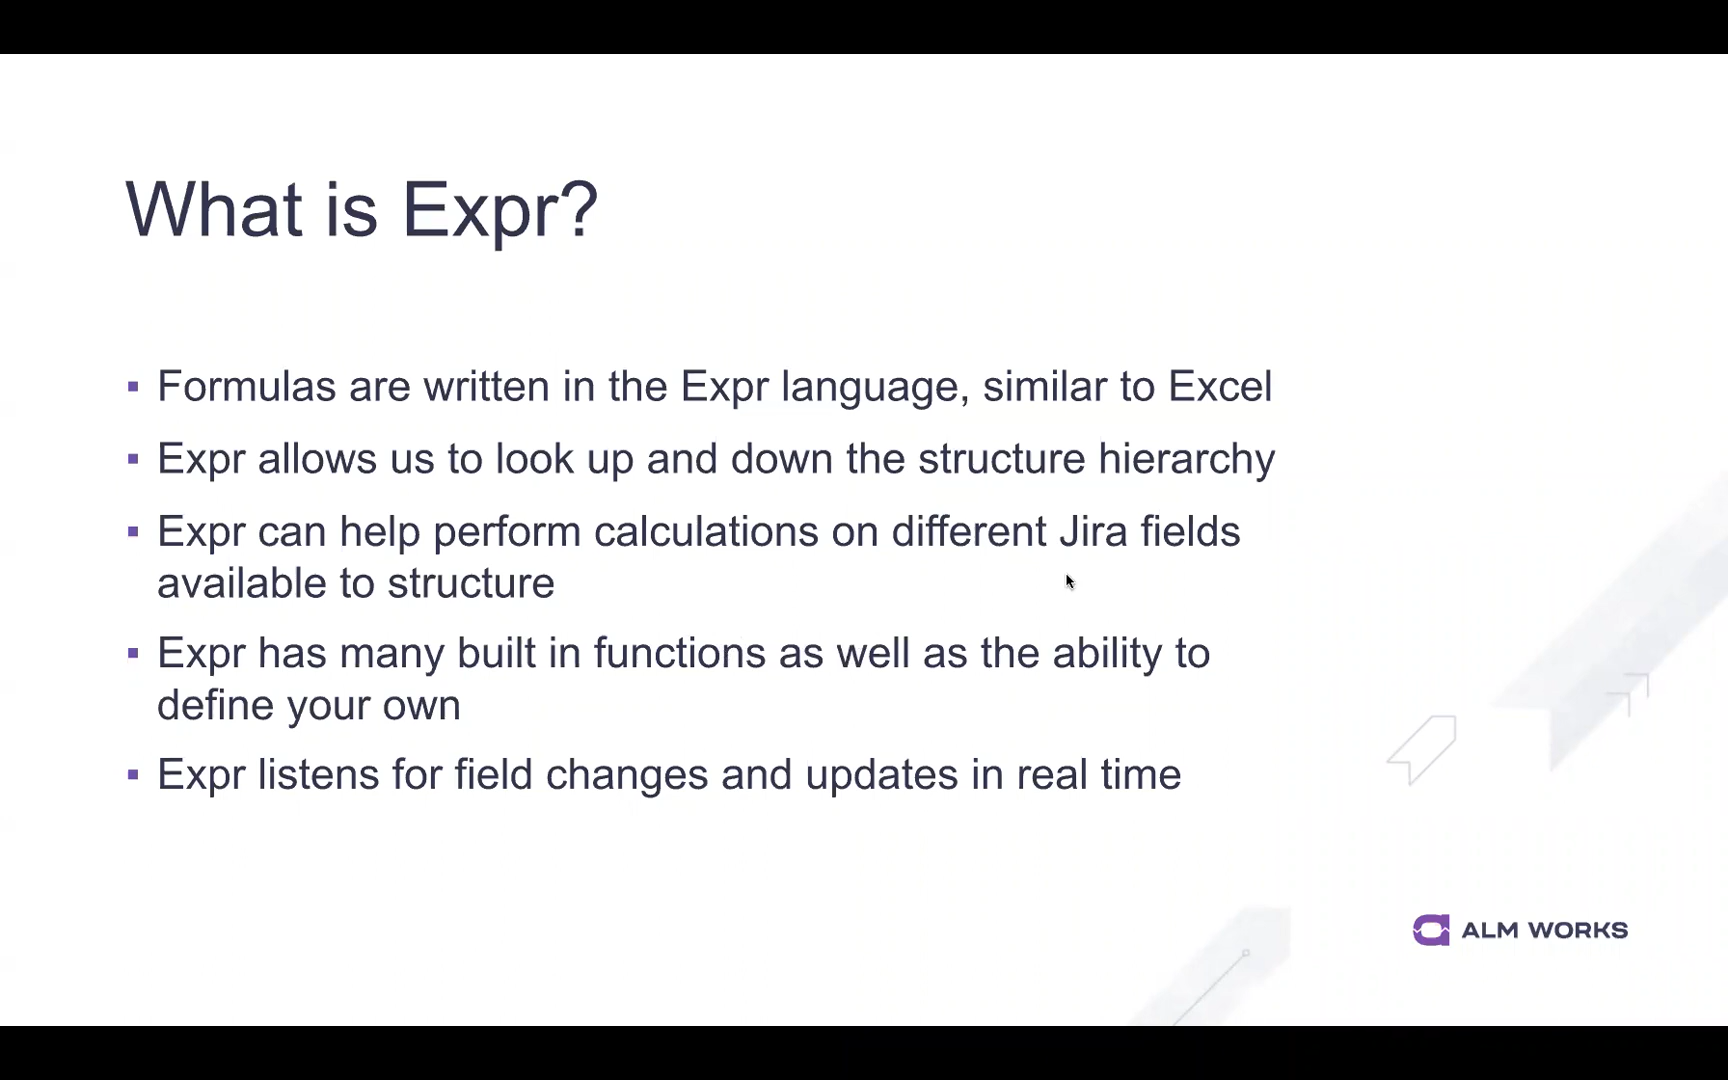 What is Expr?
Formulas are written in the Expr language, similar to Excel
Expr allows us to look up and down the structure hierarchy
Expr can help perform calculations on different Jira fields
available to structure
Expr has many built in functions as well as the ability to
define your own
Expr listens for field changes and updates in real time
ALM WORKS